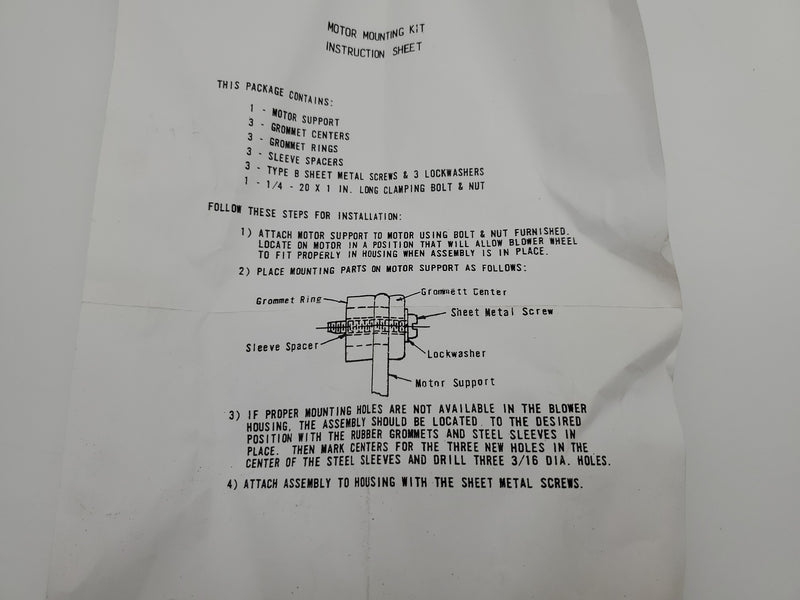 MOTOR MOUNTING KIT
INSTRUCTION SHEET
THIS PACKAGE CONTAINS:
1 - MOTOR SUPPORT
3 - GROMMET CENTERS
3 - GROMMET RINGS
3 - SLEEVE SPACERS
3 - TYPE B SHEET METAL SCREWS & 3 LOCKWASHERS
1 - 1/4 - 20 X 1 IN. LONG CLAMPING BOLT & NUT
FOLLOW THESE STEPS FOR INSTALLATION:
1) ATTACH MOTOR SUPPORT TO MOTOR USING BOLT & NUT FURNISHED.
LOCATE ON MOTOR IN A POSITION THAT WILL ALLOW BLOWER WHEEL
TO FIT PROPERLY IN HOUSING WHEN ASSEMBLY IS IN PLACE.
2) PLACE MOUNTING PARTS ON MOTOR SUPPORT AS FOLLOWS:
Grommet Ring
Grommett Center
Sheet Metal Screw
Sleeve Spacer
Lockwasher
Motor Support
3) IF PROPER MOUNTING HOLES ARE NOT AVAILABLE IN THE BLOWER
HOUSING, THE ASSEMBLY SHOULD BE LOCATED TO THE DESIRED
POSITION WITH THE RUBBER GROMMETS AND STEEL SLEEVES IN
PLACE. THEN MARK CENTERS FOR THE THREE NEW HOLES IN THE
CENTER OF THE STEEL SLEEVES AND DRILL THREE 3/16 DIA. HOLES.
4) ATTACH ASSEMBLY TO HOUSING WITH THE SHEET METAL SCREWS.